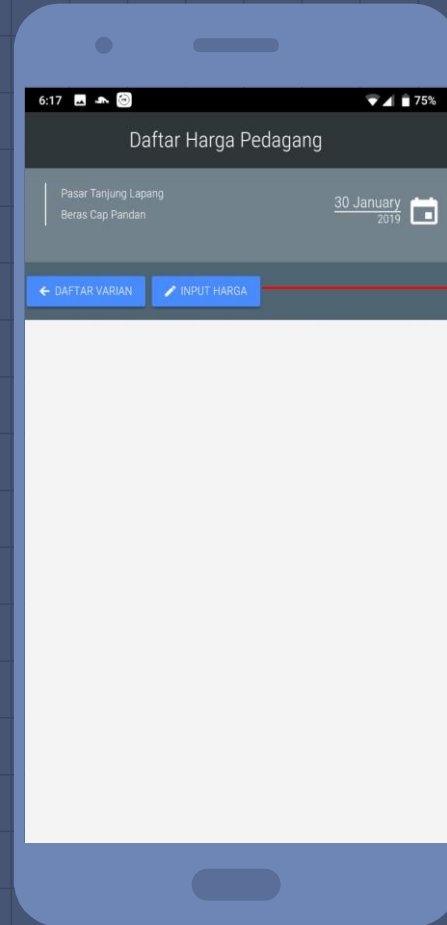 6:17 75%
Daftar Harga Pedagang
Pasar Tanjung Lapang
Beras Cap Pandan
30 January
2019
DAFTAR VARIAN INPUT HARGA